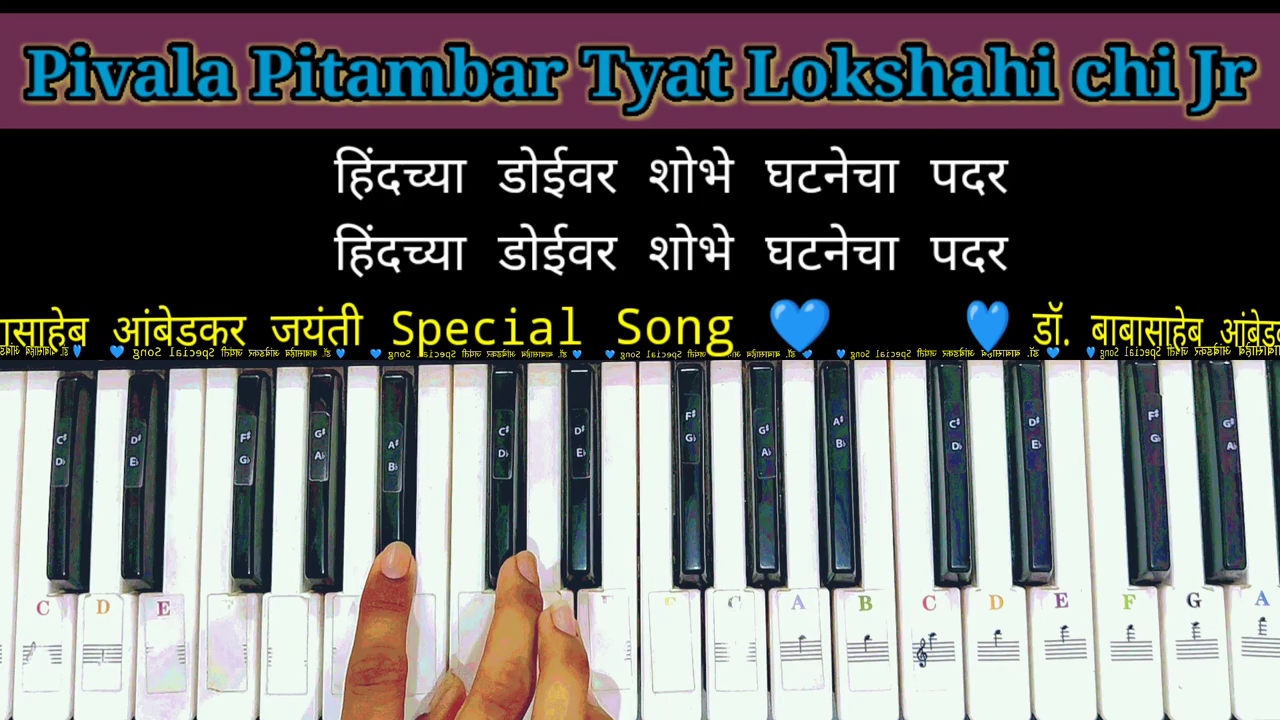 Pivala Pitambar Tyat Lokshahi chi Jr
हिंदच्या डोईवर शोभे घटनेचा पदर
हिंदच्या डोईवर शोभे घटनेचा पदर
ासाहेब आंबेडकर जयंती Special Song 💙 💙 डॉ. बाबासाहेब आंबेड
C# D# F# G# A# C# D# F# G# A# C# D# F# G#
D♭ E♭ G♭ A♭ B♭ D♭ E♭ G♭ A♭ B♭ D♭ E♭ G♭ A♭
C D E A B C D E F G A